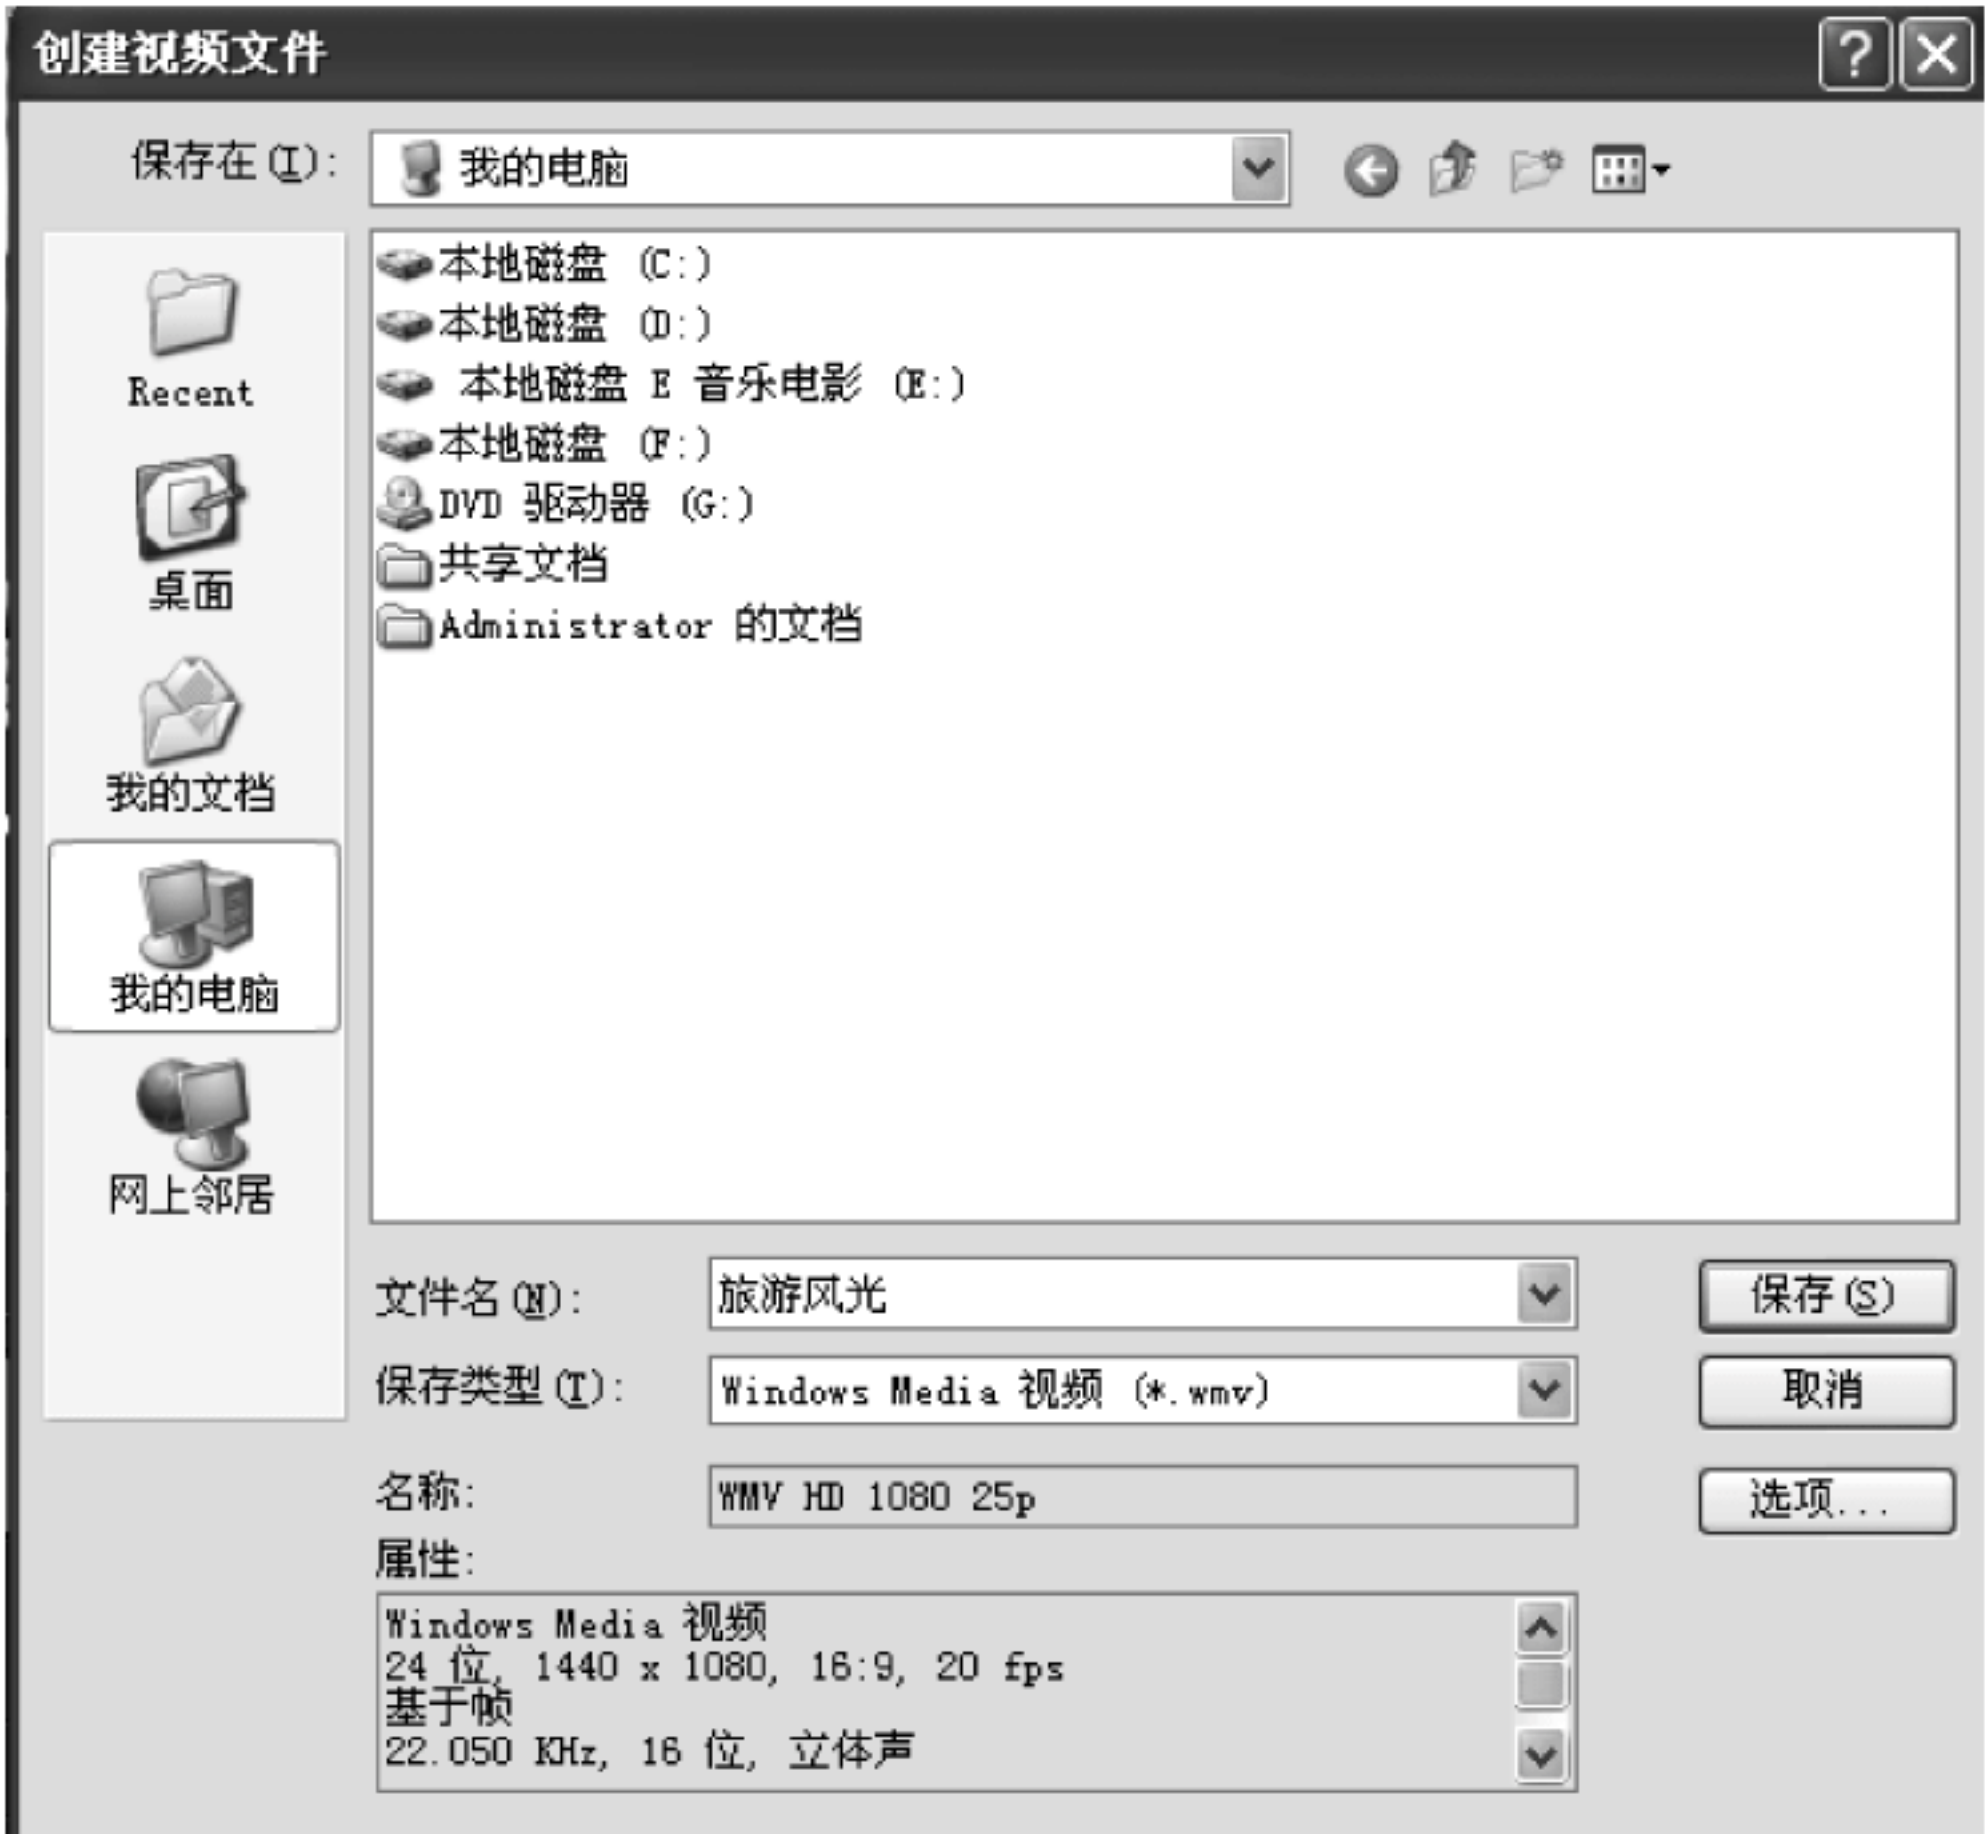 创建视频文件
保存在(I):
我的电脑
Recent
桌面
我的文档
我的电脑
网上邻居
本地磁盘 (C:)
本地磁盘 (D:)
本地磁盘 E 音乐电影 (E:)
本地磁盘 (F:)
DVD 驱动器 (G:)
共享文档
Administrator 的文档
文件名(N):
旅游风光
保存(S)
保存类型(T):
Windows Media 视频 (*.wmv)
取消
名称:
WMV HD 1080 25p
选项...
属性:
Windows Media 视频
24 位, 1440 x 1080, 16:9, 20 fps
基于帧
22.050 KHz, 16 位, 立体声